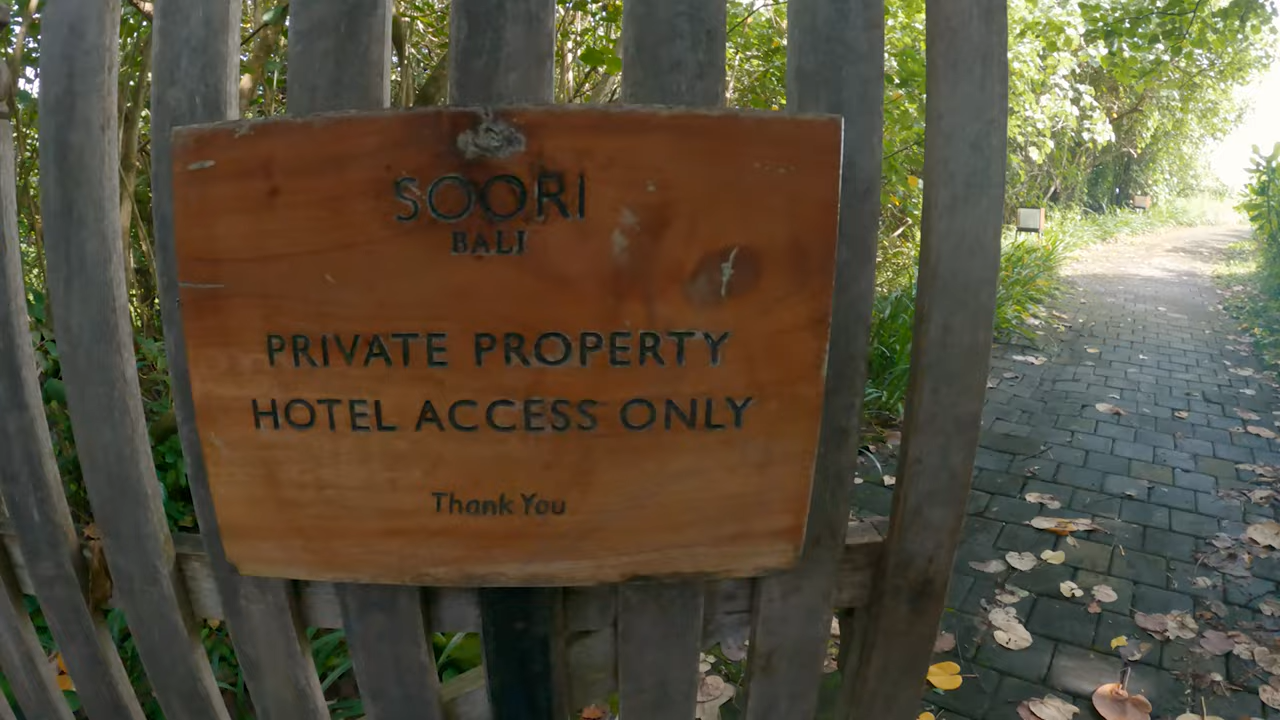 SOORI
BALI
PRIVATE PROPERTY
HOTEL ACCESS ONLY
Thank You